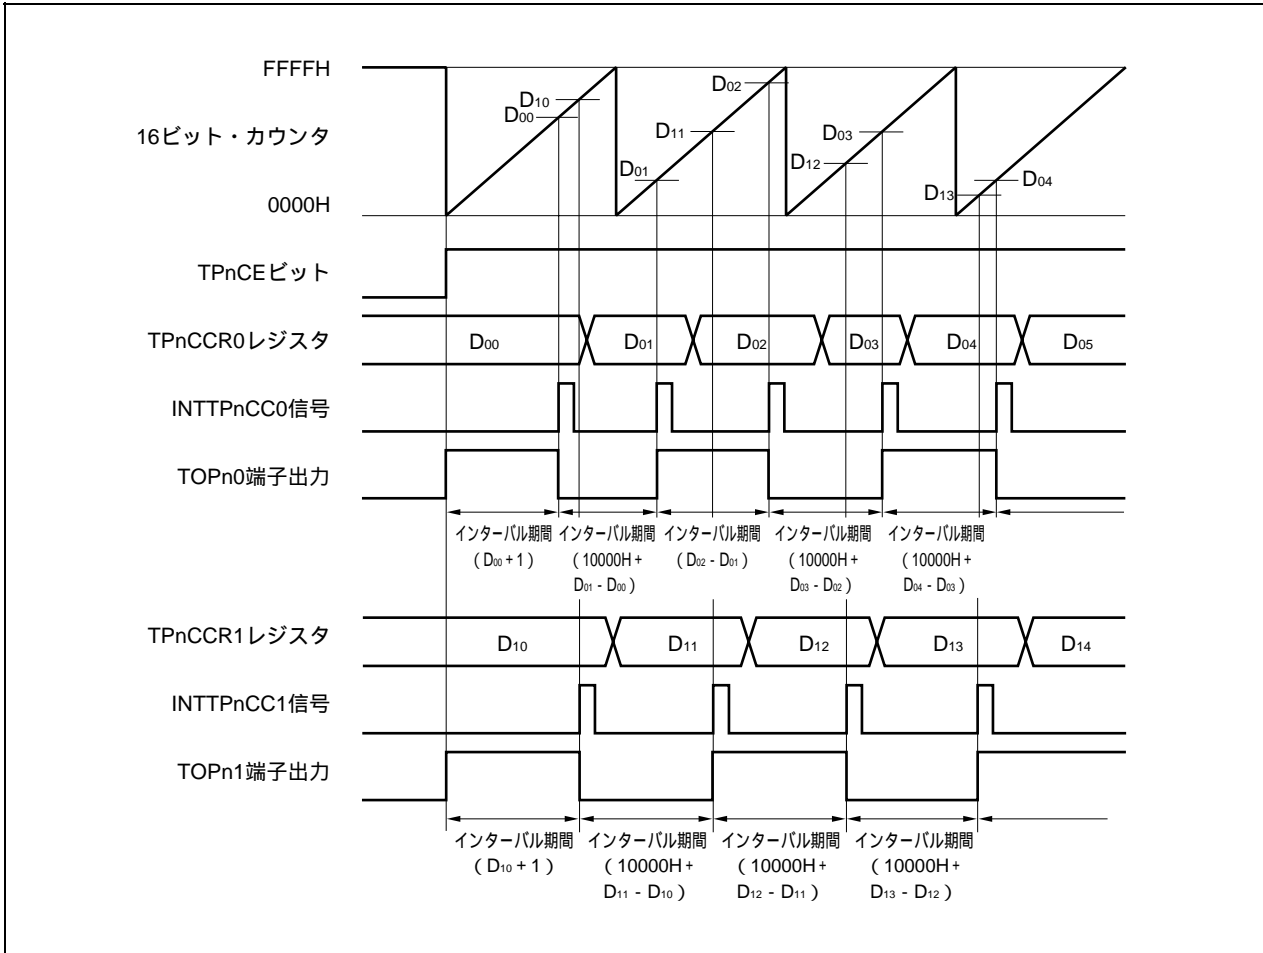 FFFFH
D10
D00
D02
16ビット・カウンタ
D11
D03
D01
D12
D13
D04
0000H
TPnCEビット
TPnCCR0レジスタ
D00
D01
D02
D03
D04
D05
INTTPnCC0信号
TOPn0端子出力
インターバル期間
（D00 + 1）
インターバル期間
（10000H +
D01 - D00 ）
インターバル期間
（D02 - D01）
インターバル期間
（10000H +
D03 - D02 ）
インターバル期間
（10000H +
D04 - D03 ）
TPnCCR1レジスタ
D10
D11
D12
D13
D14
INTTPnCC1信号
TOPn1端子出力
インターバル期間
（D10 + 1）
インターバル期間
（10000H +
D11 - D10 ）
インターバル期間
（10000H +
D12 - D11 ）
インターバル期間
（10000H +
D13 - D12 ）